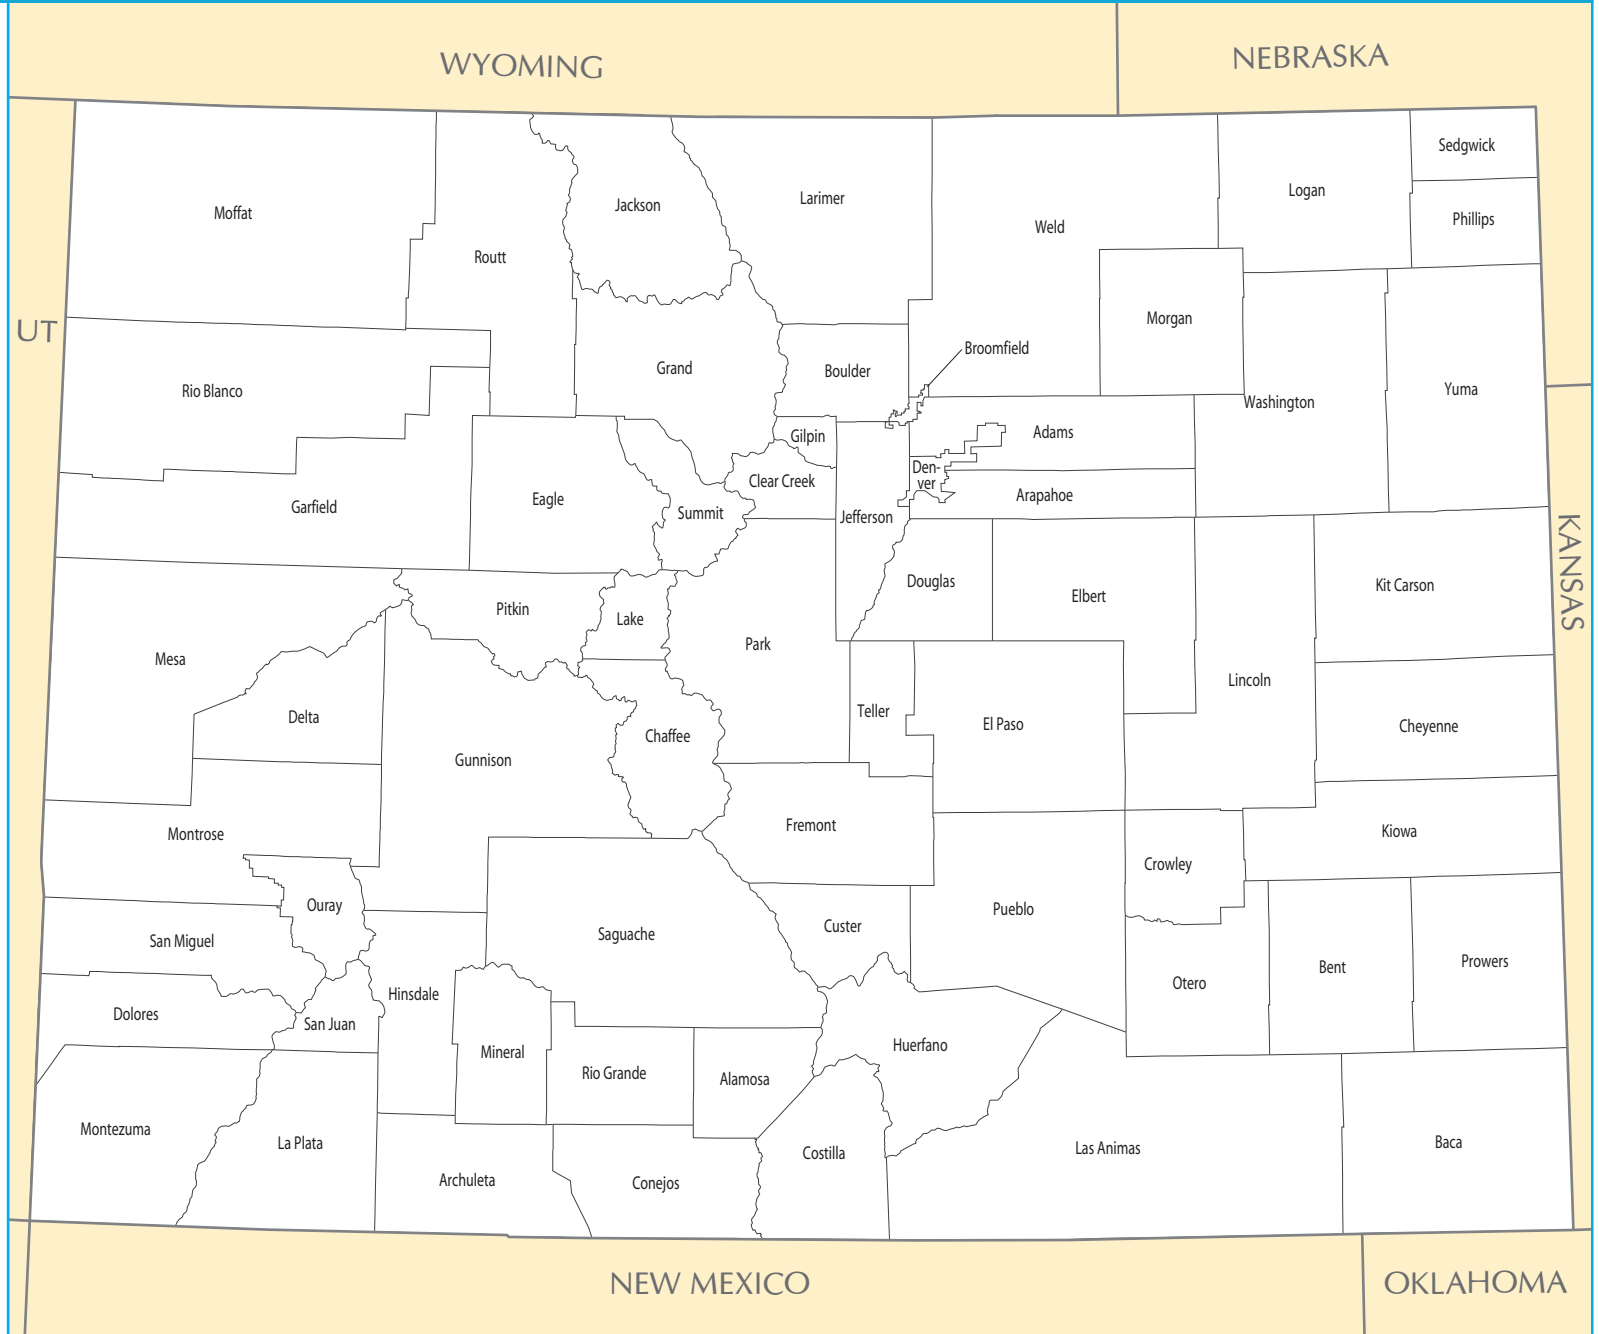 WYOMING
NEBRASKA
Sedgwick
Logan
Larimer
Jackson
Moffat
Phillips
Weld
Routt
Morgan
UT
Broomfield
Grand
Boulder
Rio Blanco
Yuma
Washington
Adams
Gilpin
Den-
ver
Clear Creek
Arapahoe
Eagle
Garfield
Summit
Jefferson
KANSAS
Douglas
Kit Carson
Elbert
Pitkin
Lake
Park
Mesa
Lincoln
Teller
Delta
El Paso
Cheyenne
Chaffee
Gunnison
Fremont
Kiowa
Montrose
Crowley
Ouray
Pueblo
Custer
Saguache
San Miguel
Prowers
Bent
Otero
Hinsdale
Dolores
San Juan
Huerfano
Mineral
Rio Grande
Alamosa
Montezuma
La Plata
Baca
Las Animas
Costilla
Archuleta
Conejos
NEW MEXICO
OKLAHOMA